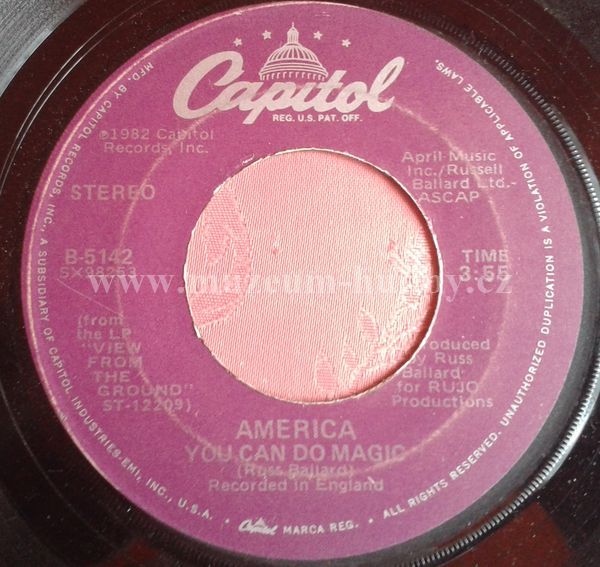 Capitol
REG. U.S. PAT. OFF.
℗1982 Capitol
Records, Inc.
STEREO
B-5142
SX98253
(from
the LP
"VIEW
FROM
THE
GROUND"
ST-12209)
April Music
Inc./Russell
Ballard Ltd.-
ASCAP
TIME
3:55
Produced
by Russ
Ballard
for RUJO
Productions
AMERICA
YOU CAN DO MAGIC
(Russ Ballard)
Recorded in England
MFD. BY CAPITOL RECORDS, INC., A SUBSIDIARY OF CAPITOL INDUSTRIES-EMI, INC., U.S.A. • Capitol MARCA REG. • ALL RIGHTS RESERVED. UNAUTHORIZED DUPLICATION IS A VIOLATION OF APPLICABLE LAWS.
www.mazeem-hudby.cz